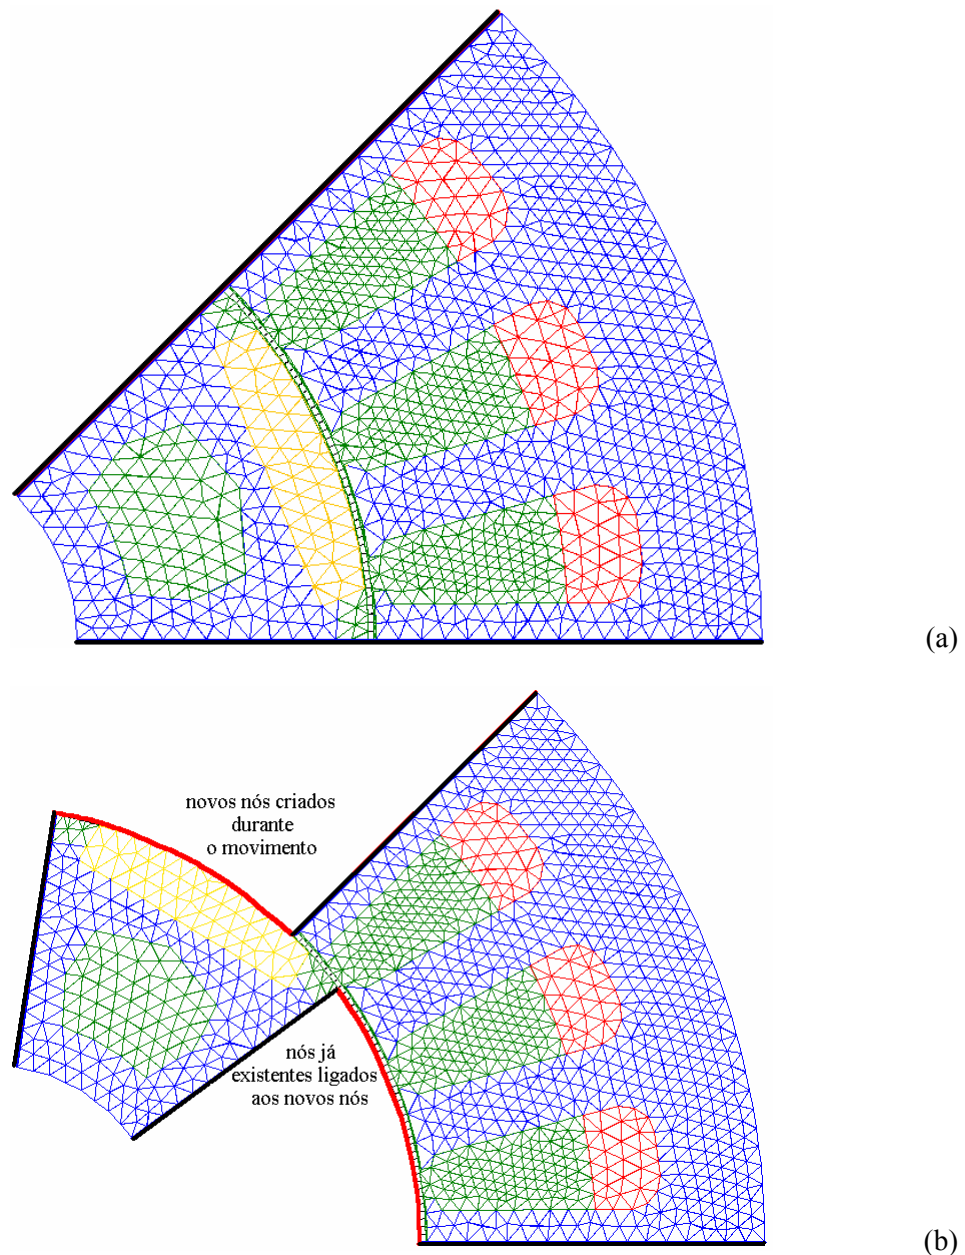 (a)
novos nós criados
durante
o movimento
nós já
existentes ligados
aos novos nós
(b)